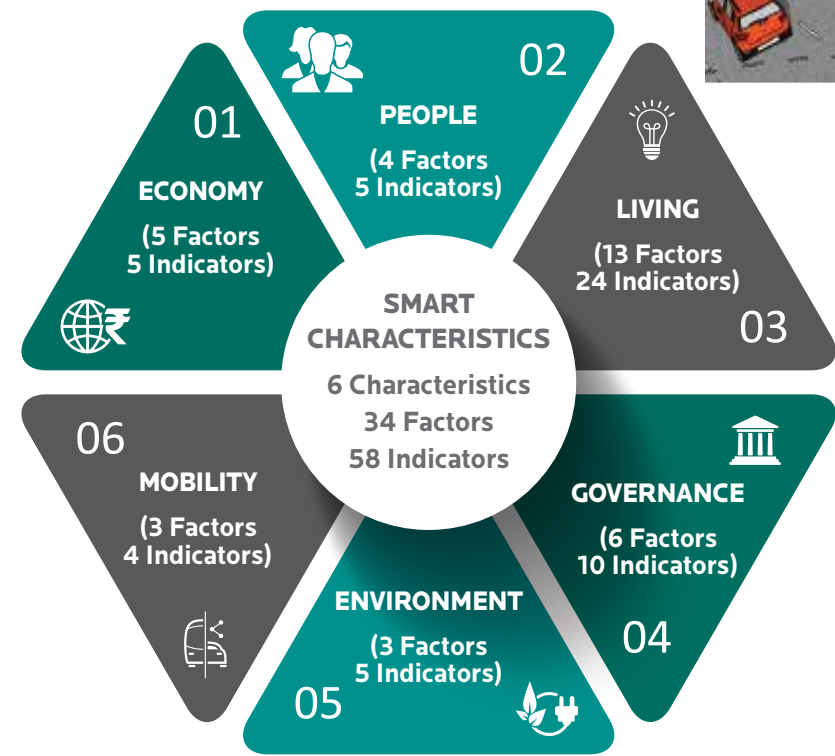 01
ECONOMY
(5 Factors
5 Indicators)
02
PEOPLE
(4 Factors
5 Indicators)
LIVING
(13 Factors
24 Indicators)
03
SMART
CHARACTERISTICS
6 Characteristics
34 Factors
58 Indicators
GOVERNANCE
(6 Factors
10 Indicators)
04
ENVIRONMENT
(3 Factors
5 Indicators)
05
06
MOBILITY
(3 Factors
4 Indicators)